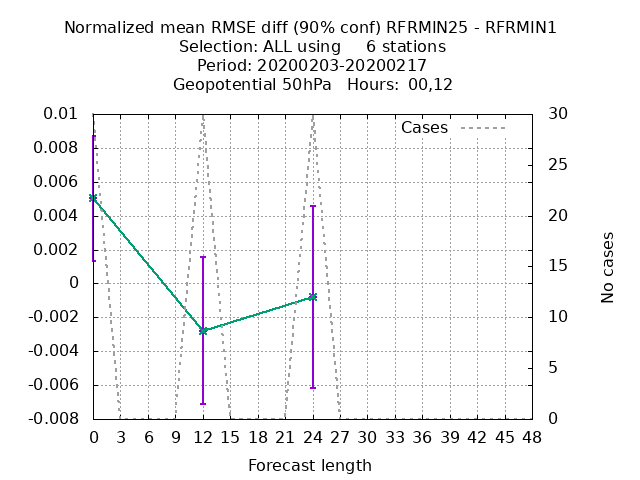 Normalized mean RMSE diff (90% conf) RFRMIN25 - RFRMIN1
Selection: ALL using 6 stations
Period: 20200203-20200217
Geopotential 50hPa Hours: 00,12
Cases
0.01
0.008
0.006
0.004
0.002
0
-0.002
-0.004
-0.006
-0.008
30
25
20
15
10
5
0
No cases
0 3 6 9 12 15 18 21 24 27 30 33 36 39 42 45 48
Forecast length